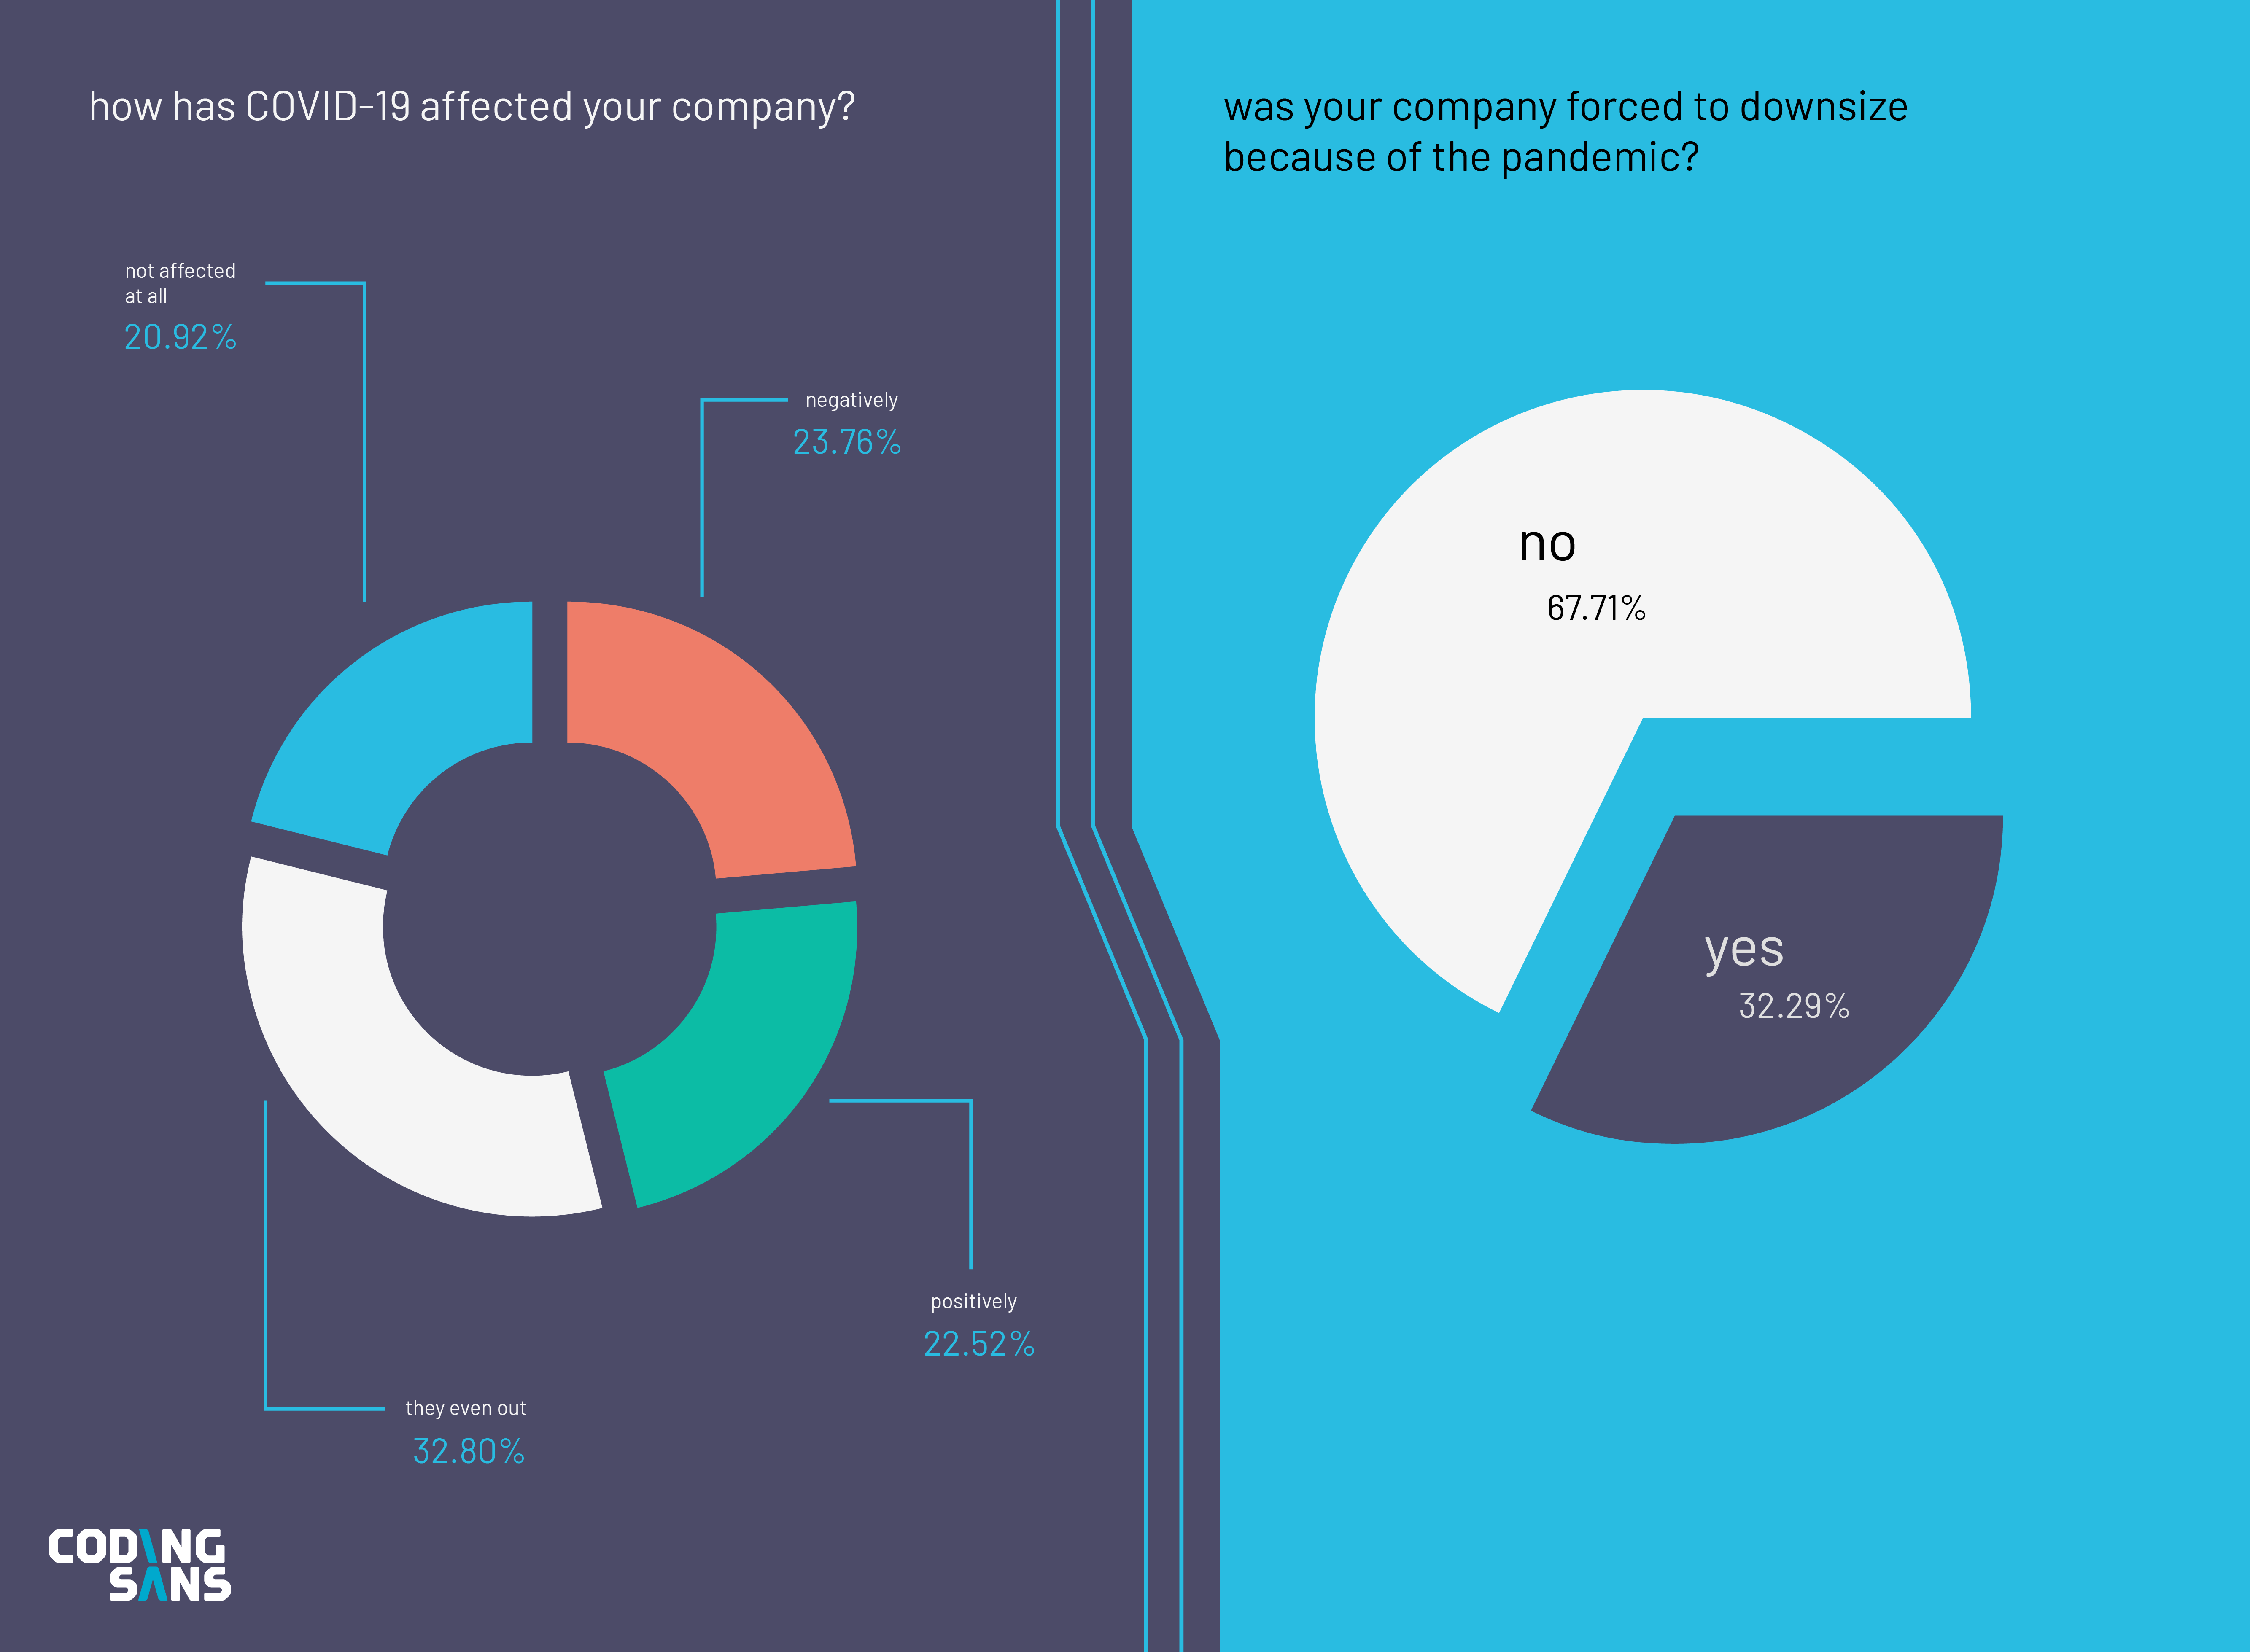 how has COVID-19 affected your company?
not affected
at all
20.92%
negatively
23.76%
positively
22.52%
they even out
32.80%
CODING
SANS
was your company forced to downsize
because of the pandemic?
no
67.71%
yes
32.29%